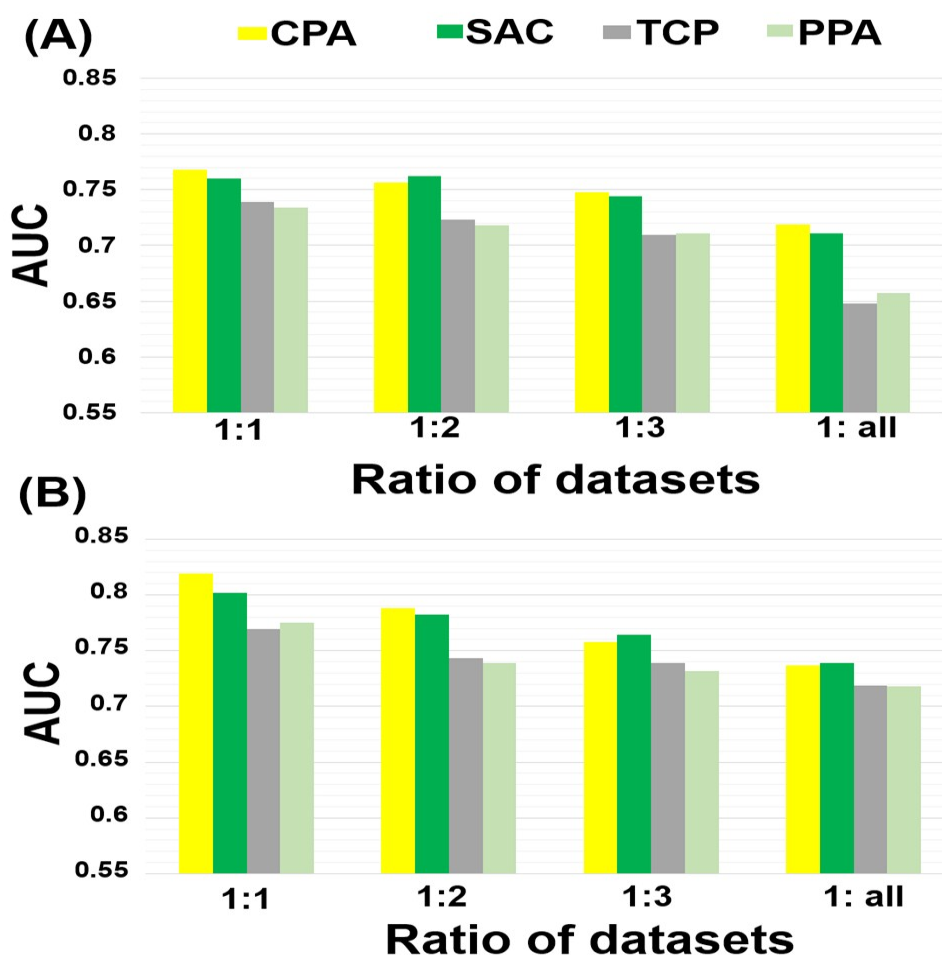 (A) CPA SAC TCP PPA
0.85
0.8
0.75
0.7
0.65
0.6
0.55
AUC
1:1 1:2 1:3 1: all
Ratio of datasets
(B)
0.85
0.8
0.75
0.7
0.65
0.6
0.55
AUC
1:1 1:2 1:3 1: all
Ratio of datasets